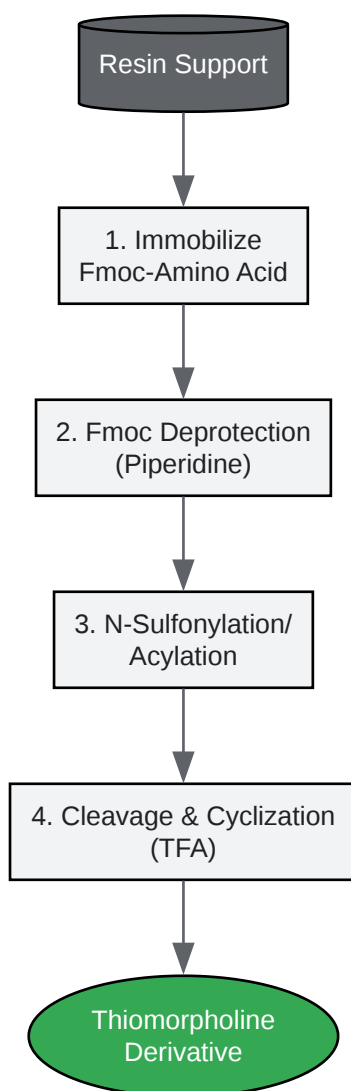 Resin Support
1. Immobilize
Fmoc-Amino Acid
2. Fmoc Deprotection
(Piperidine)
3. N-Sulfonylation/
Acylation
4. Cleavage & Cyclization
(TFA)
Thiomorpholine
Derivative